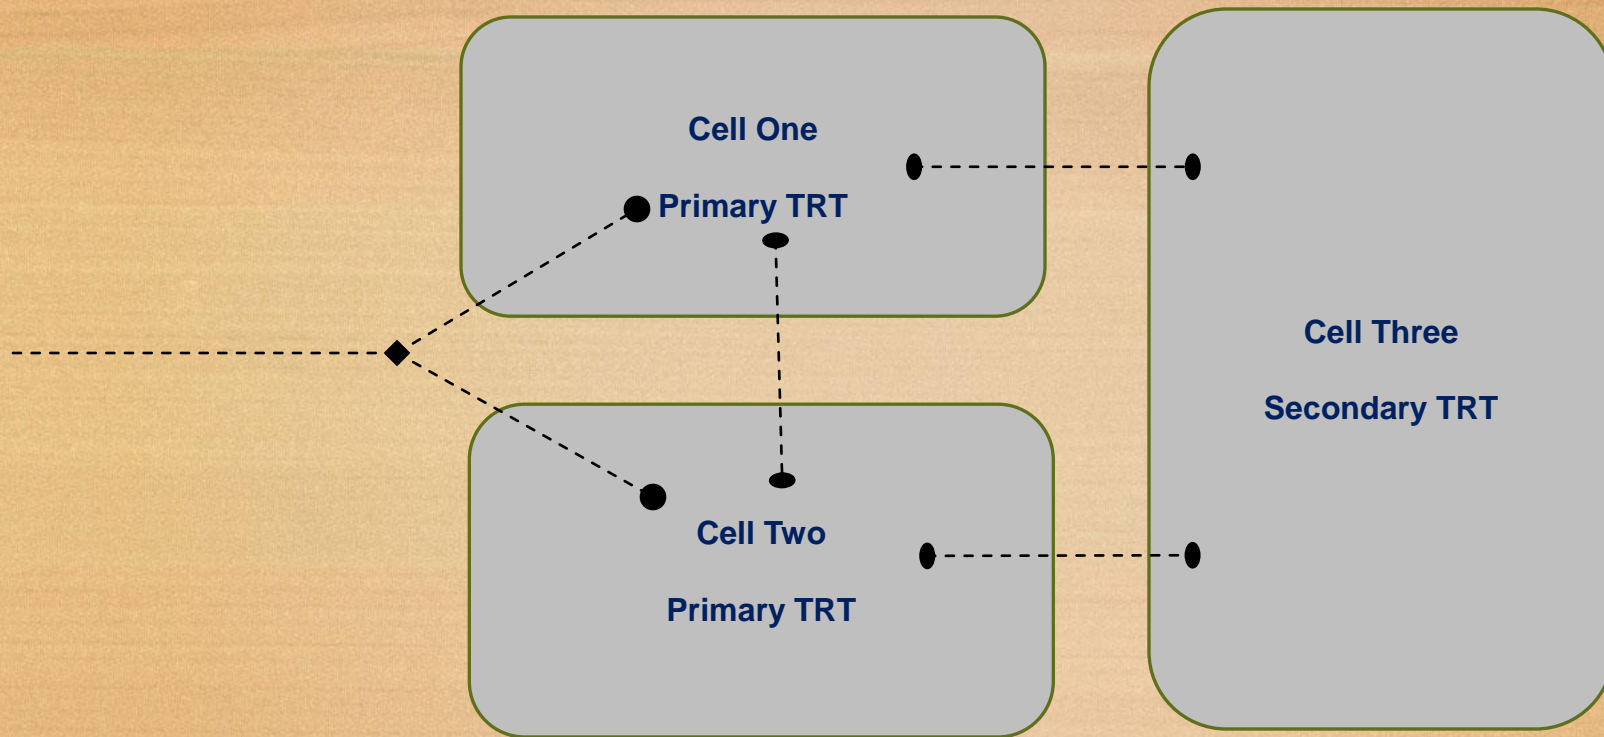 Cell One
Primary TRT
Cell Two
Primary TRT
Cell Three
Secondary TRT